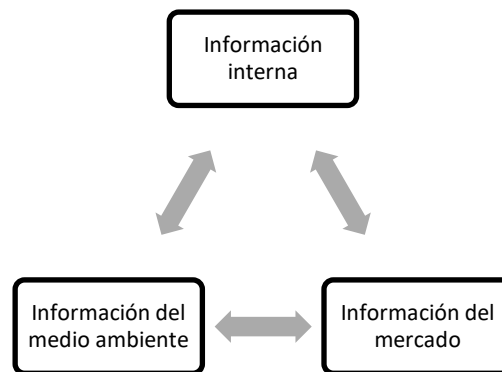 Información
interna
Información del
medio ambiente
Información del
mercado